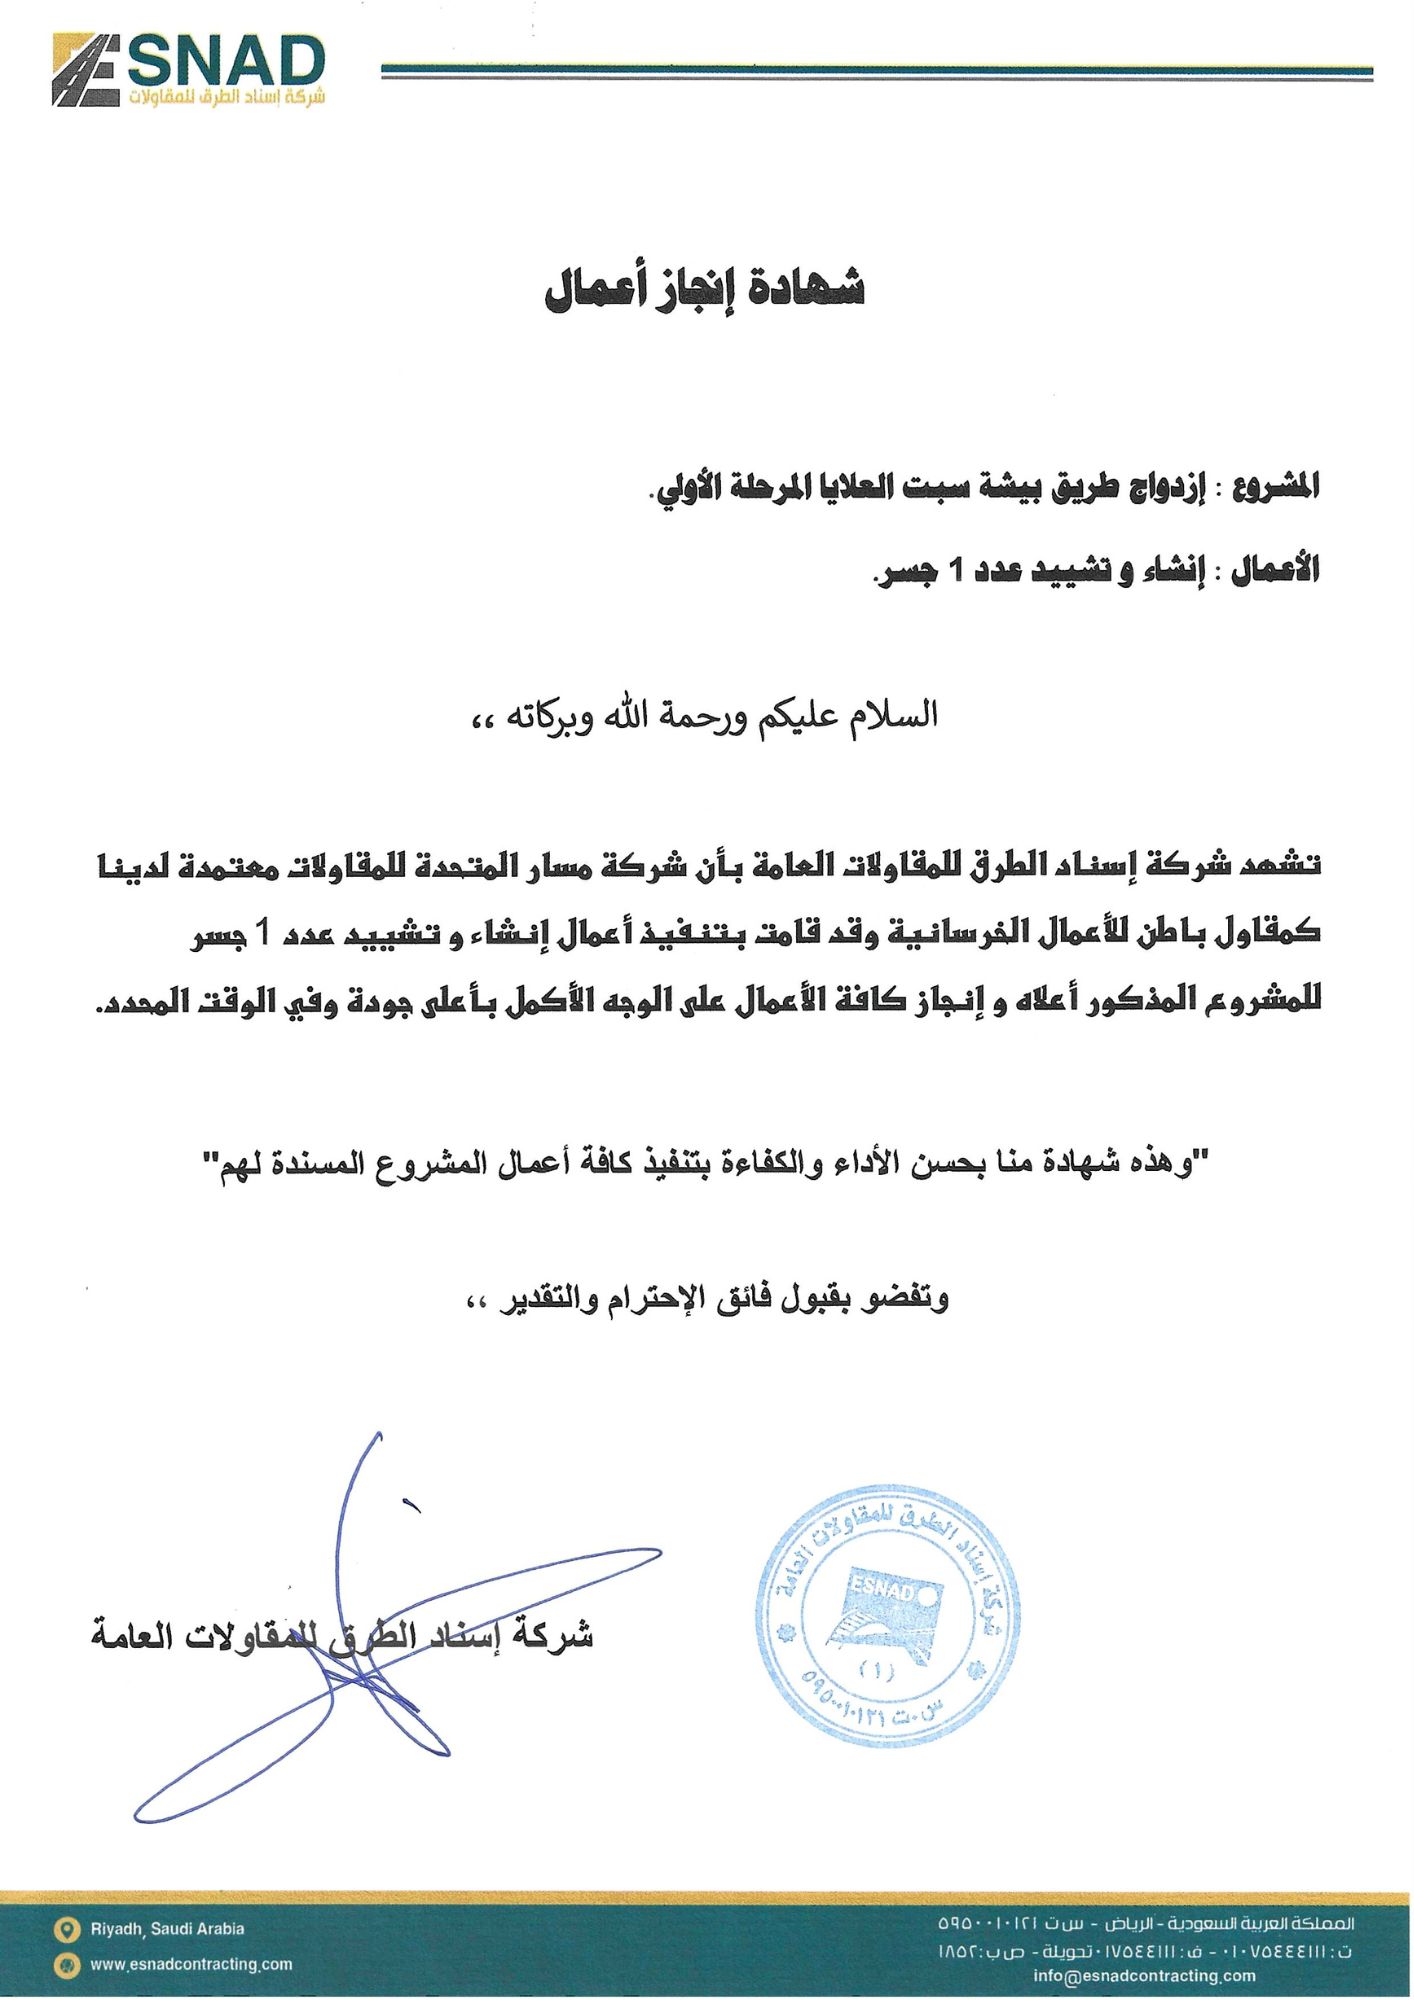 ESNAD
شركة إسناد الطرق للمقاولات
شهادة إنجاز أعمال
المشروع : إزدواج طريق بيشة سبت العلايا المرحلة الأولي.
الأعمال : إنشاء و تشييد عدد 1 جسر.
السلام عليكم ورحمة الله وبركاته ،،
تشهد شركة إسناد الطرق للمقاولات العامة بأن شركة مسار المتحدة للمقاولات معتمدة لدينا
كمقاول باطن للأعمال الخرسانية وقد قامت بتنفيذ أعمال إنشاء و تشييد عدد 1 جسر
للمشروع المذكور أعلاه و إنجاز كافة الأعمال على الوجه الأكمل بأعلى جودة وفي الوقت المحدد.
"وهذه شهادة منا بحسن الأداء والكفاءة بتنفيذ كافة أعمال المشروع المسندة لهم"
وتفضو بقبول فائق الإحترام والتقدير ،،
شركة إسناد الطرق للمقاولات العامة
ESNAD
(١)
س.ت ٥٩٥٠٠١٠١٢١
شركة إسناد الطرق للمقاولات العامة
المملكة العربية السعودية - الرياض - س ت ٥٩٥٠٠١٠١٢١
ت : ٠١٠٧٥٤٤٤١١١ - ف : ٠١٧٥٤٤١١١ تحويلة - ص ب : ١٨٥٢
info@esnadcontracting.com
Riyadh, Saudi Arabia
www.esnadcontracting.com